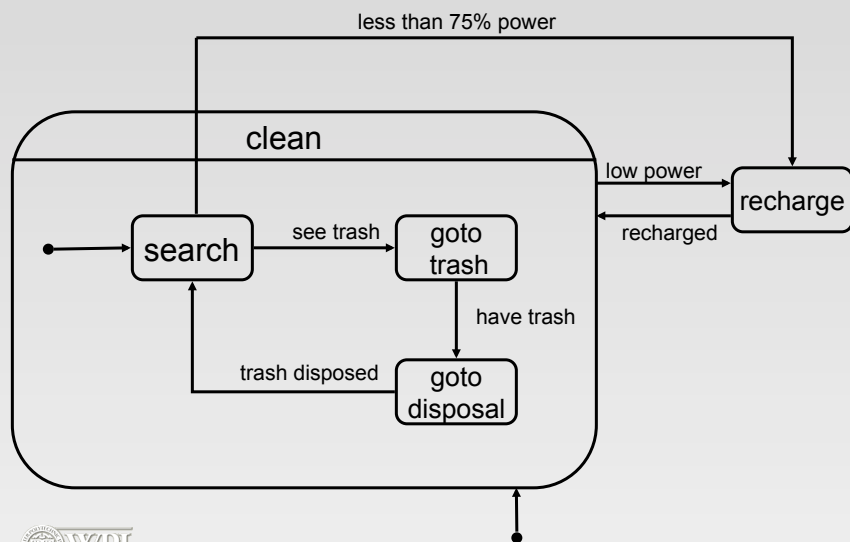 less than 75% power
clean
low power
recharge
recharged
search
see trash
goto
trash
have trash
trash disposed
goto
disposal
WPI